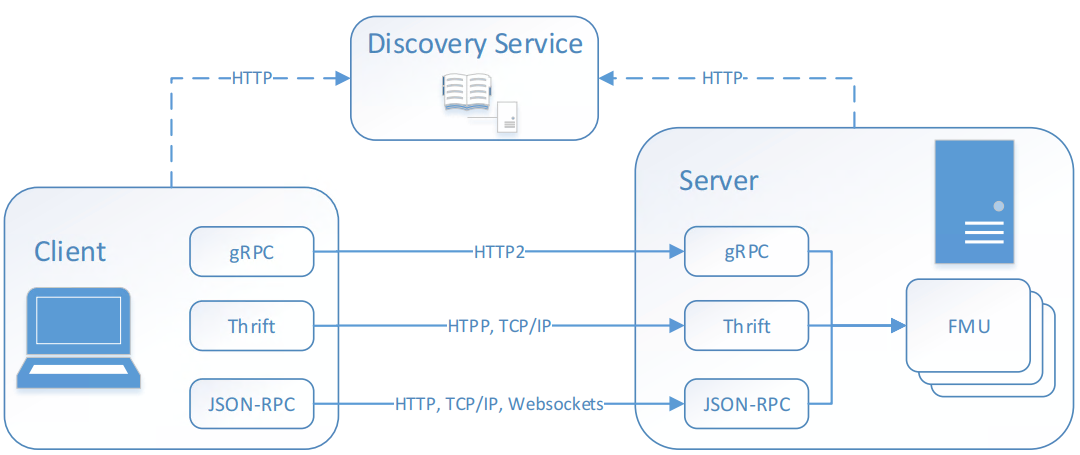 Discovery Service
HTTP
HTTP
Server
Client
gRPC
HTTP2
gRPC
Thrift
HTPP, TCP/IP
Thrift
FMU
JSON-RPC
HTTP, TCP/IP, Websockets
JSON-RPC